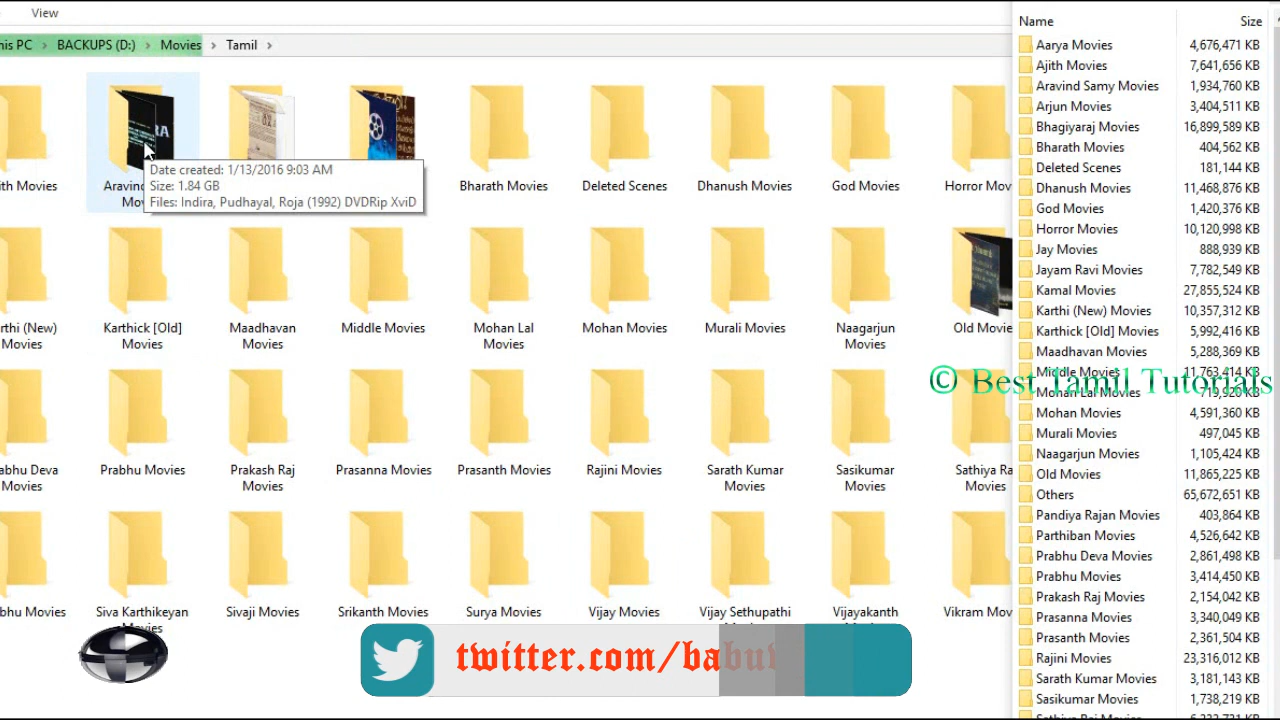 View
his PC > BACKUPS (D:) > Movies > Tamil >
Date created: 1/13/2016 9:03 AM
Size: 1.84 GB
Files: Indira, Pudhayal, Roja (1992) DVDRip XviD
Bharath Movies
Deleted Scenes
Dhanush Movies
God Movies
Karthick [Old] Movies
Maadhavan Movies
Middle Movies
Mohan Lal Movies
Mohan Movies
Murali Movies
Naagarjun Movies
Old Movie
Prabhu Movies
Prakash Raj Movies
Prasanna Movies
Prasanth Movies
Rajini Movies
Sarath Kumar Movies
Sasikumar Movies
Sathiya Ra
Movies
Siva Karthikeyan Movies
Sivaji Movies
Srikanth Movies
Surya Movies
Vijay Movies
Vijay Sethupathi
Vijayakanth
Vikram Mov
twitter.com/babu
© Best Tamil Tutorials
Name Size
Aarya Movies 4,676,471 KB
Ajith Movies 7,641,656 KB
Aravind Samy Movies 1,934,760 KB
Arjun Movies 3,404,511 KB
Bhagiyaraj Movies 16,899,589 KB
Bharath Movies 404,562 KB
Deleted Scenes 181,144 KB
Dhanush Movies 11,468,876 KB
God Movies 1,420,376 KB
Horror Movies 10,120,998 KB
Jay Movies 888,939 KB
Jayam Ravi Movies 7,782,549 KB
Kamal Movies 27,855,524 KB
Karthi (New) Movies 10,357,312 KB
Karthick [Old] Movies 5,992,416 KB
Maadhavan Movies 5,288,369 KB
Middle Movies 11,763,414 KB
Mohan Lal Movies KB
Mohan Movies 4,591,360 KB
Murali Movies 497,045 KB
Naagarjun Movies 1,105,424 KB
Old Movies 11,865,225 KB
Others 65,672,651 KB
Pandiya Rajan Movies 403,864 KB
Parthiban Movies 4,526,642 KB
Prabhu Deva Movies 2,861,498 KB
Prabhu Movies 3,414,450 KB
Prakash Raj Movies 2,154,042 KB
Prasanna Movies 3,340,049 KB
Prasanth Movies 2,361,504 KB
Rajini Movies 23,316,012 KB
Sarath Kumar Movies 3,181,143 KB
Sasikumar Movies 1,738,219 KB